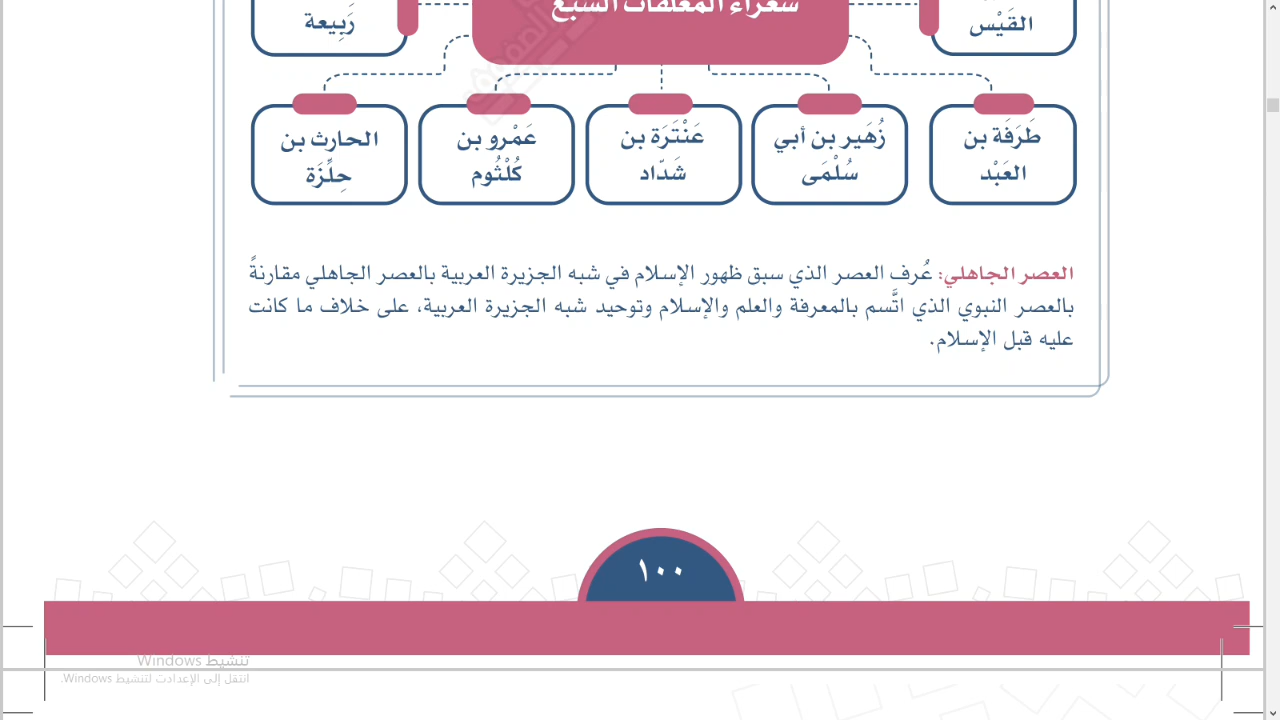 شعراء المعلقات السبع
القَيْس
رَبِيعة
طَرَفَة بن
العَبْد
زُهَير بن أبي
سُلْمَى
عَنْتَرَة بن
شَدّاد
عَمْرو بن
كُلْثُوم
الحارث بن
حِلِّزَة
العصر الجاهلي: عُرف العصر الذي سبق ظهور الإسلام في شبه الجزيرة العربية بالعصر الجاهلي مقارنةً
بالعصر النبوي الذي اتَّسم بالمعرفة والعلم والإسلام وتوحيد شبه الجزيرة العربية، على خلاف ما كانت
عليه قبل الإسلام.
١٠٠
تنشيط Windows
انتقل إلى الإعدادت لتنشيط Windows.